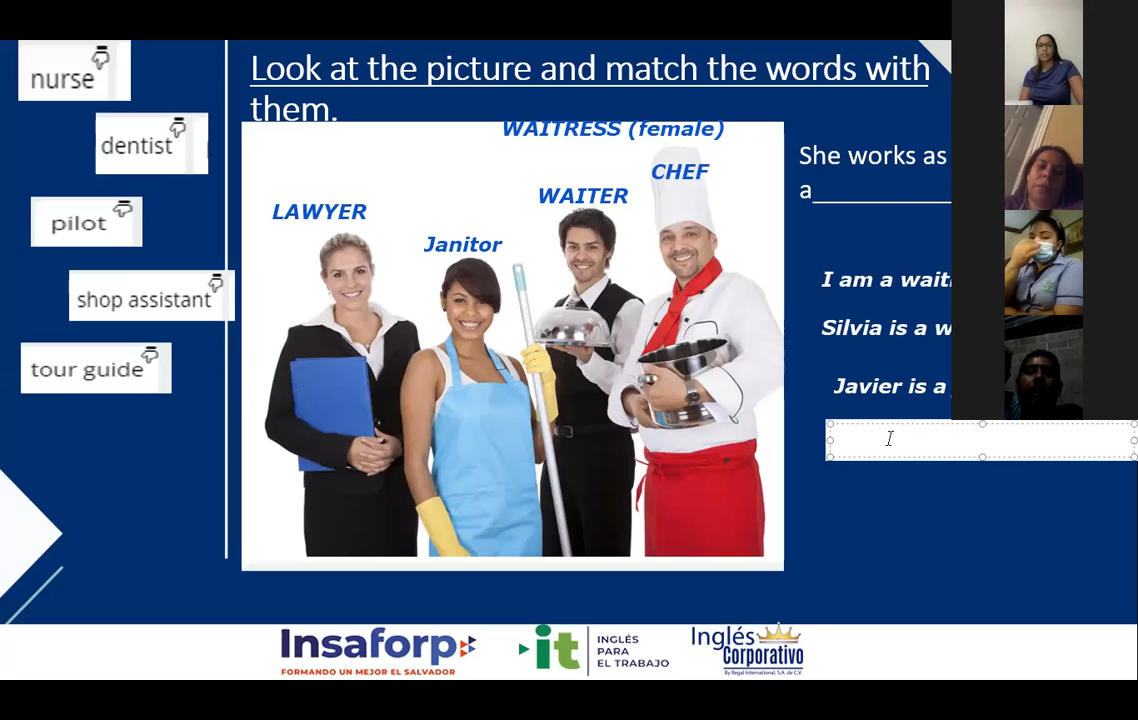 Look at the picture and match the words with
them.
nurse
dentist
pilot
shop assistant
tour guide
WAITRESS (female)
CHEF
WAITER
LAWYER
Janitor
She works as
a
I am a
Silvia is a
Javier is a
Insaforp
FORMANDO UN MEJOR EL SALVADOR
it
INGLÉS
PARA
EL TRABAJO
Inglés
Corporativo
By Regal International, S.A. de C.V.